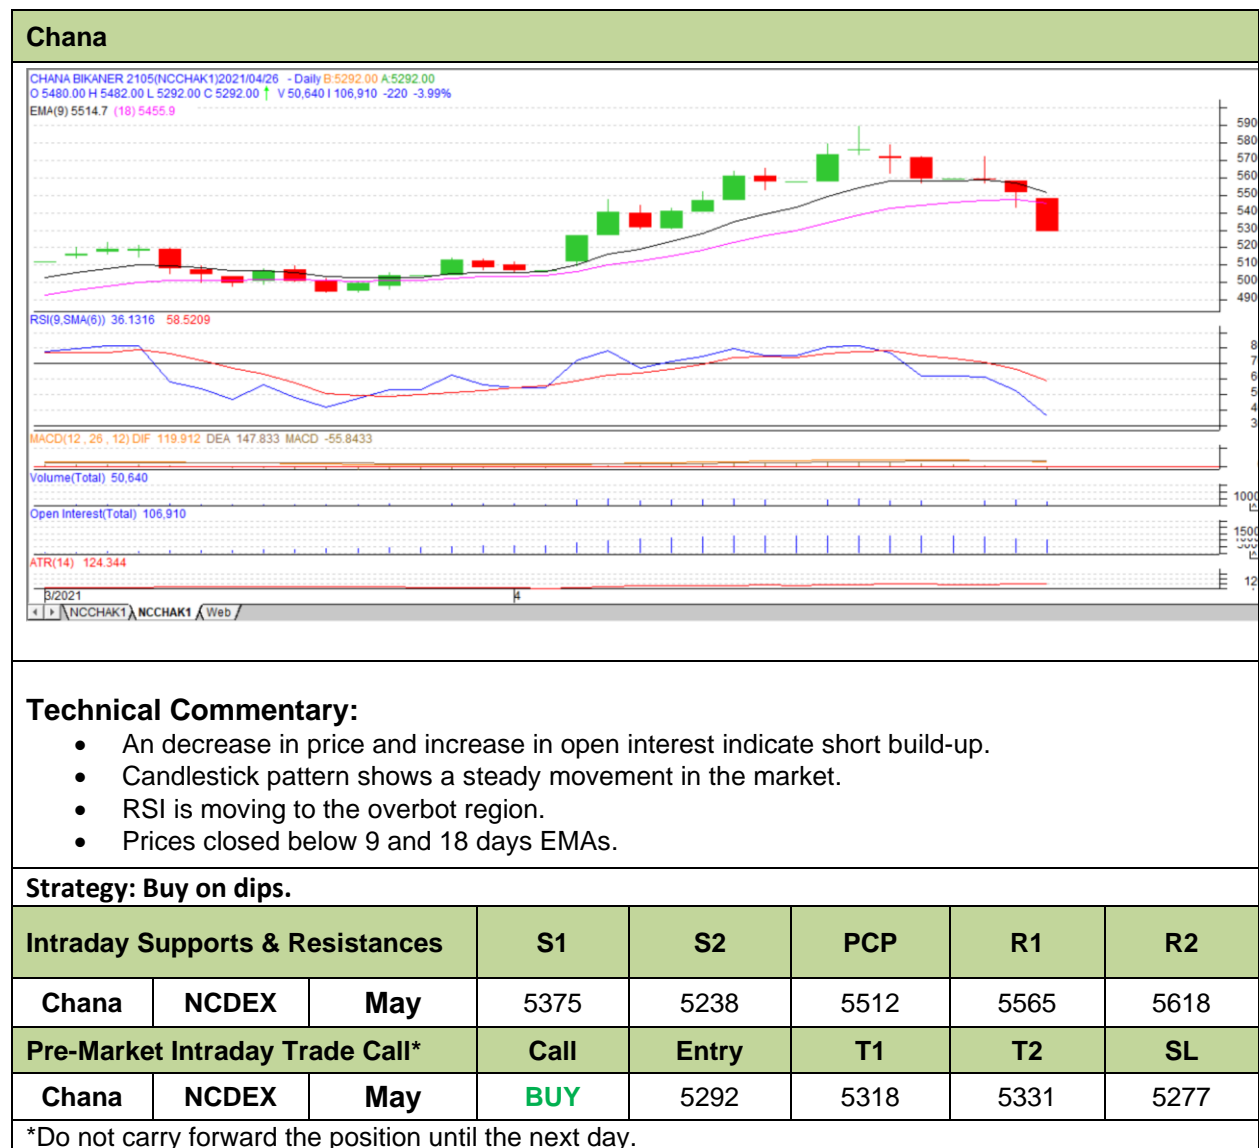 Chana
CHANA BIKANER 2105(NCCHAK1)2021/04/26 - Daily B:5292.00 A:5292.00
O 5480.00 H 5482.00 L 5292.00 C 5292.00 ↑ V 50,640 I 106,910 -220 -3.99%
EMA(9) 5514.7 (18) 5455.9
590
580
570
560
550
540
530
520
510
500
490
RSI(9,SMA(6)) 36.1316 58.5209
8
7
6
5
4
3
MACD(12 , 26 , 12) DIF 119.912 DEA 147.833 MACD -55.8433
Volume(Total) 50,640
1000
Open Interest(Total) 106,910
1500
ATR(14) 124.344
12
3/2021 4
NCCHAK1 NCCHAK1 Web
Technical Commentary:
• An decrease in price and increase in open interest indicate short build-up.
• Candlestick pattern shows a steady movement in the market.
• RSI is moving to the overbot region.
• Prices closed below 9 and 18 days EMAs.
Strategy: Buy on dips.
Intraday Supports & Resistances S1 S2 PCP R1 R2
Chana NCDEX May 5375 5238 5512 5565 5618
Pre-Market Intraday Trade Call* Call Entry T1 T2 SL
Chana NCDEX May BUY 5292 5318 5331 5277
*Do not carry forward the position until the next day.